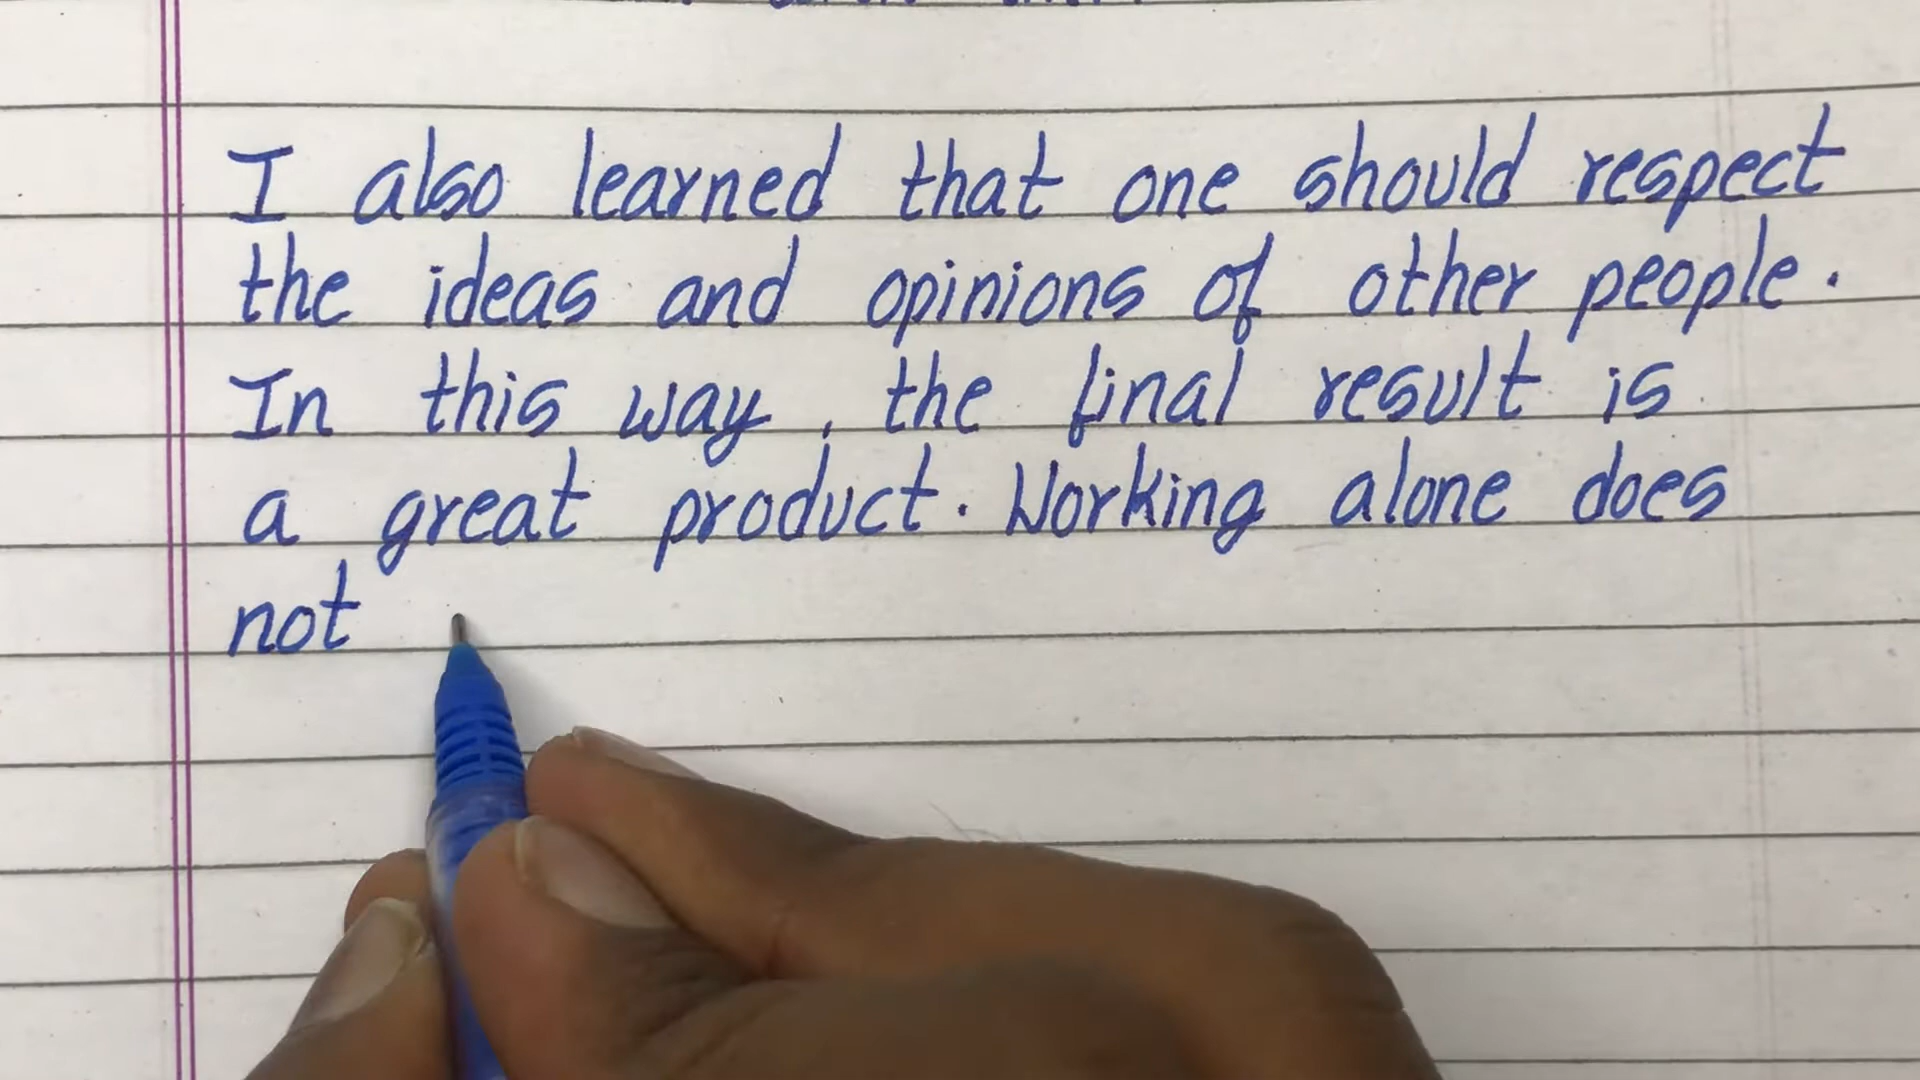 I also learned that one should respect
the ideas and opinions of other people.
In this way, the final result is
a great product. Working alone does
not